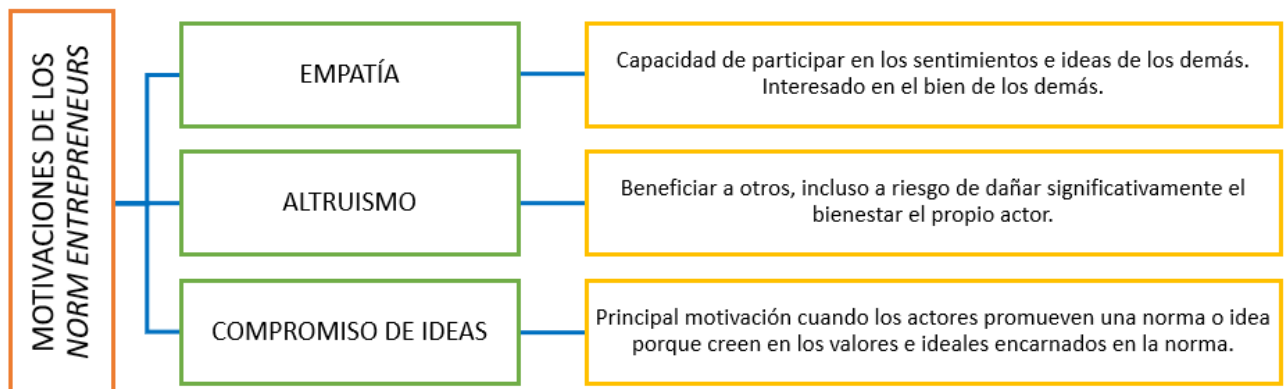 MOTIVACIONES DE LOS
NORM ENTREPRENEURS
EMPATÍA
Capacidad de participar en los sentimientos e ideas de los demás.
Interesado en el bien de los demás.
ALTRUISMO
Beneficiar a otros, incluso a riesgo de dañar significativamente el
bienestar el propio actor.
COMPROMISO DE IDEAS
Principal motivación cuando los actores promueven una norma o idea
porque creen en los valores e ideales encarnados en la norma.